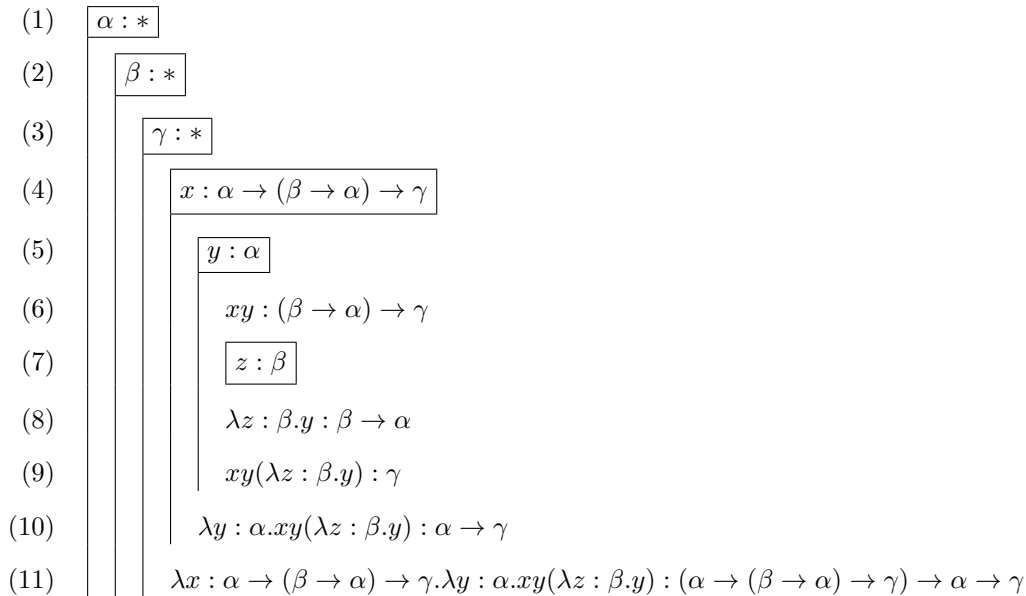 (1) α : ∗
(2) β : ∗
(3) γ : ∗
(4) x : α → (β → α) → γ
(5) y : α
(6) xy : (β → α) → γ
(7) z : β
(8) λz : β.y : β → α
(9) xy(λz : β.y) : γ
(10) λy : α.xy(λz : β.y) : α → γ
(11) λx : α → (β → α) → γ.λy : α.xy(λz : β.y) : (α → (β → α) → γ) → α → γ